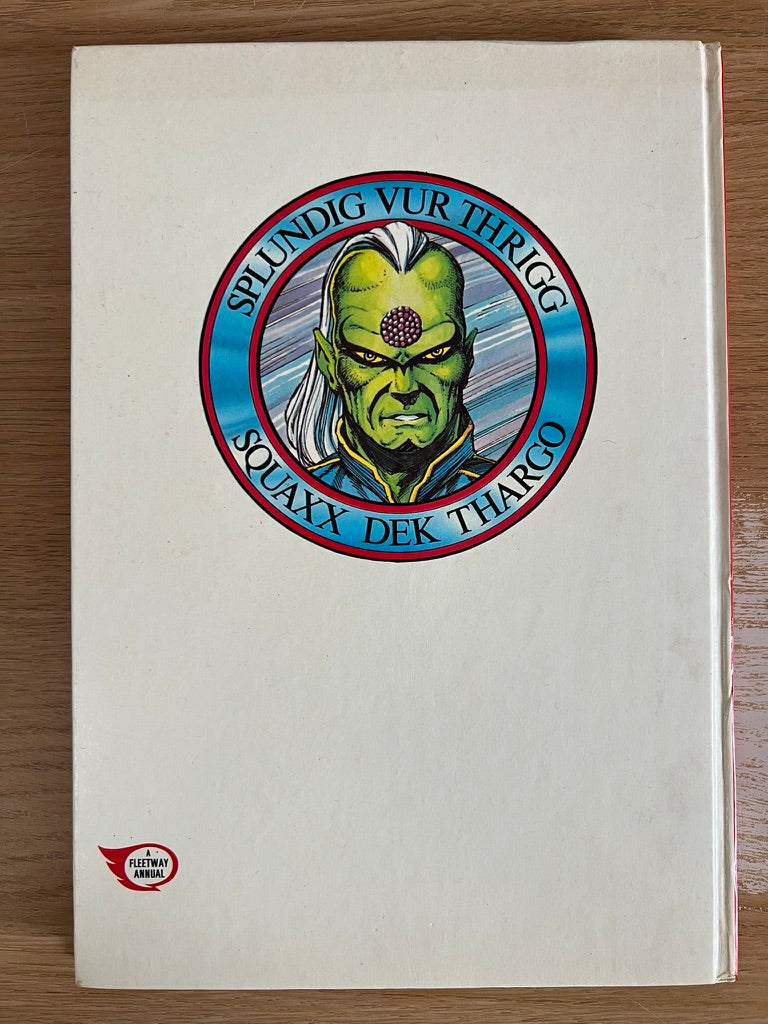 SPLUNDIG VUR THRIGG
SQUAXX DEK THARGO
A
FLEETWAY
ANNUAL